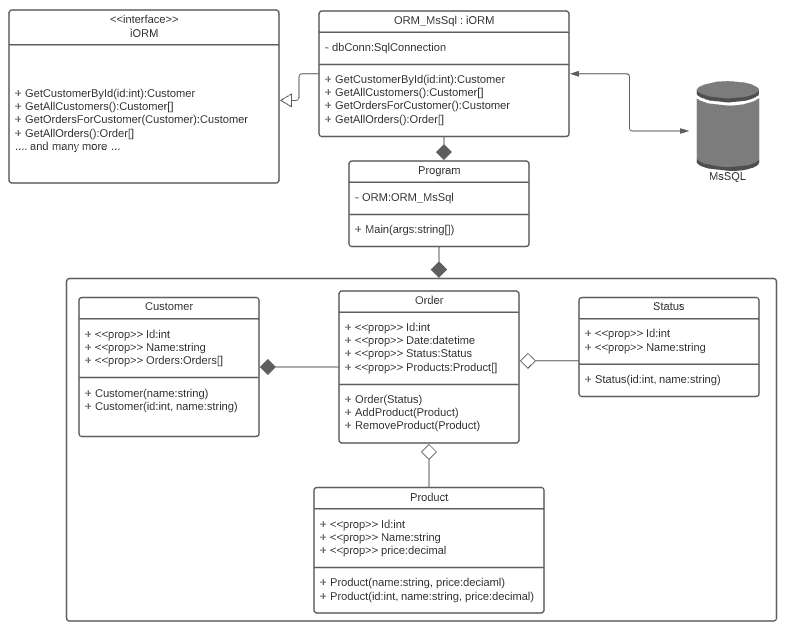 <<interface>>
iORM
+ GetCustomerById(id:int):Customer
+ GetAllCustomers():Customer[]
+ GetOrdersForCustomer(Customer):Customer
+ GetAllOrders():Order[]
.... and many more ...
ORM_MsSql : iORM
- dbConn:SqlConnection
+ GetCustomerById(id:int):Customer
+ GetAllCustomers():Customer[]
+ GetOrdersForCustomer():Customer
+ GetAllOrders():Order[]
MsSQL
Program
- ORM:ORM_MsSql
+ Main(args:string[])
Customer
+ <<prop>> Id:int
+ <<prop>> Name:string
+ <<prop>> Orders:Orders[]
+ Customer(name:string)
+ Customer(id:int, name:string)
Order
+ <<prop>> Id:int
+ <<prop>> Date:datetime
+ <<prop>> Status:Status
+ <<prop>> Products:Product[]
+ Order(Status)
+ AddProduct(Product)
+ RemoveProduct(Product)
Status
+ <<prop>> Id:int
+ <<prop>> Name:string
+ Status(id:int, name:string)
Product
+ <<prop>> Id:int
+ <<prop>> Name:string
+ <<prop>> price:decimal
+ Product(name:string, price:deciaml)
+ Product(id:int, name:string, price:decimal)